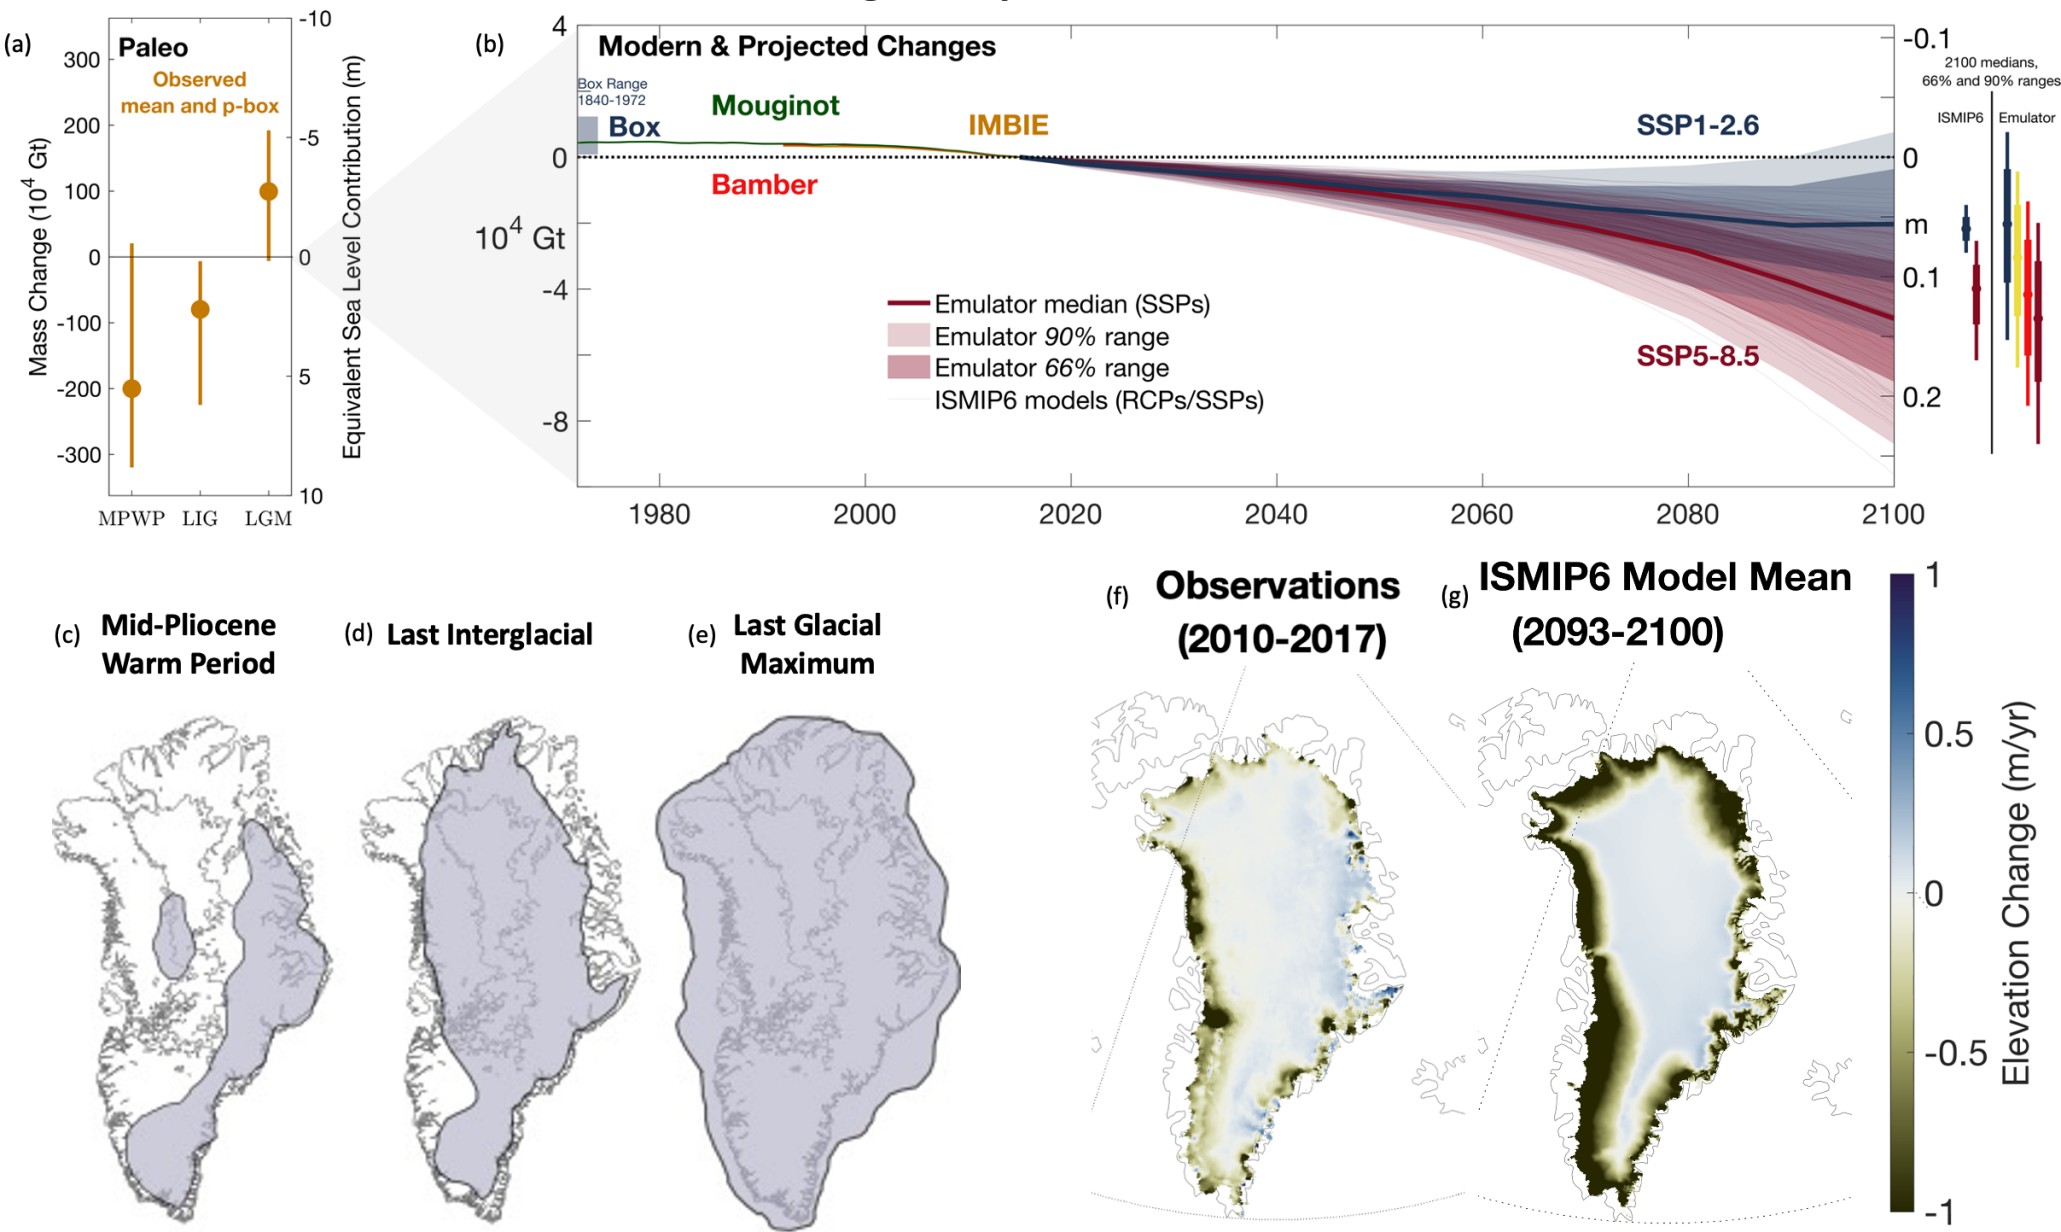 (a)
Paleo
Observed
mean and p-box
Mass Change (10⁴ Gt)
300
200
100
0
-100
-200
-300
-10
-5
0
5
10
Equivalent Sea Level Contribution (m)
MPWP
LIG
LGM
(b)
Modern & Projected Changes
4
0
10⁴ Gt
-4
-8
Box Range
1840-1972
Box
Mouginot
IMBIE
Bamber
SSP1-2.6
SSP5-8.5
Emulator median (SSPs)
Emulator 90% range
Emulator 66% range
ISMIP6 models (RCPs/SSPs)
1980
2000
2020
2040
2060
2080
2100
-0.1
0
m
0.1
0.2
2100 medians,
66% and 90% ranges
ISMIP6
Emulator
(c)
Mid-Pliocene
Warm Period
(d)
Last Interglacial
(e)
Last Glacial
Maximum
(f)
Observations
(2010-2017)
(g)
ISMIP6 Model Mean
(2093-2100)
1
0.5
0
-0.5
-1
Elevation Change (m/yr)